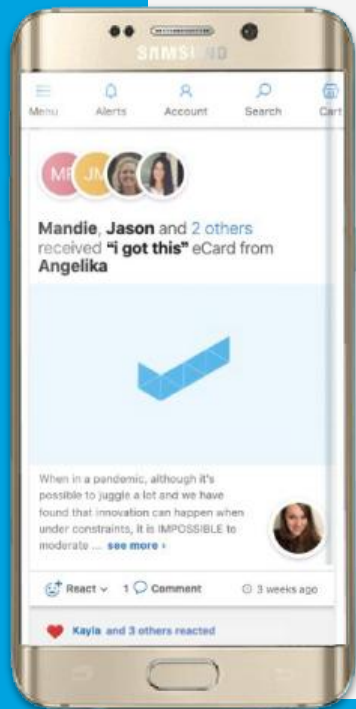 SAMSUNG
Menu Alerts Account Search Cart
JM
Mandie, Jason and 2 others
received “i got this” eCard from
Angelika
When in a pandemic, although it's
possible to juggle a lot and we have
found that innovation can happen when
under constraints, it is IMPOSSIBLE to
moderate ... see more ›
React 1 Comment 3 weeks ago
Kayla and 3 others reacted